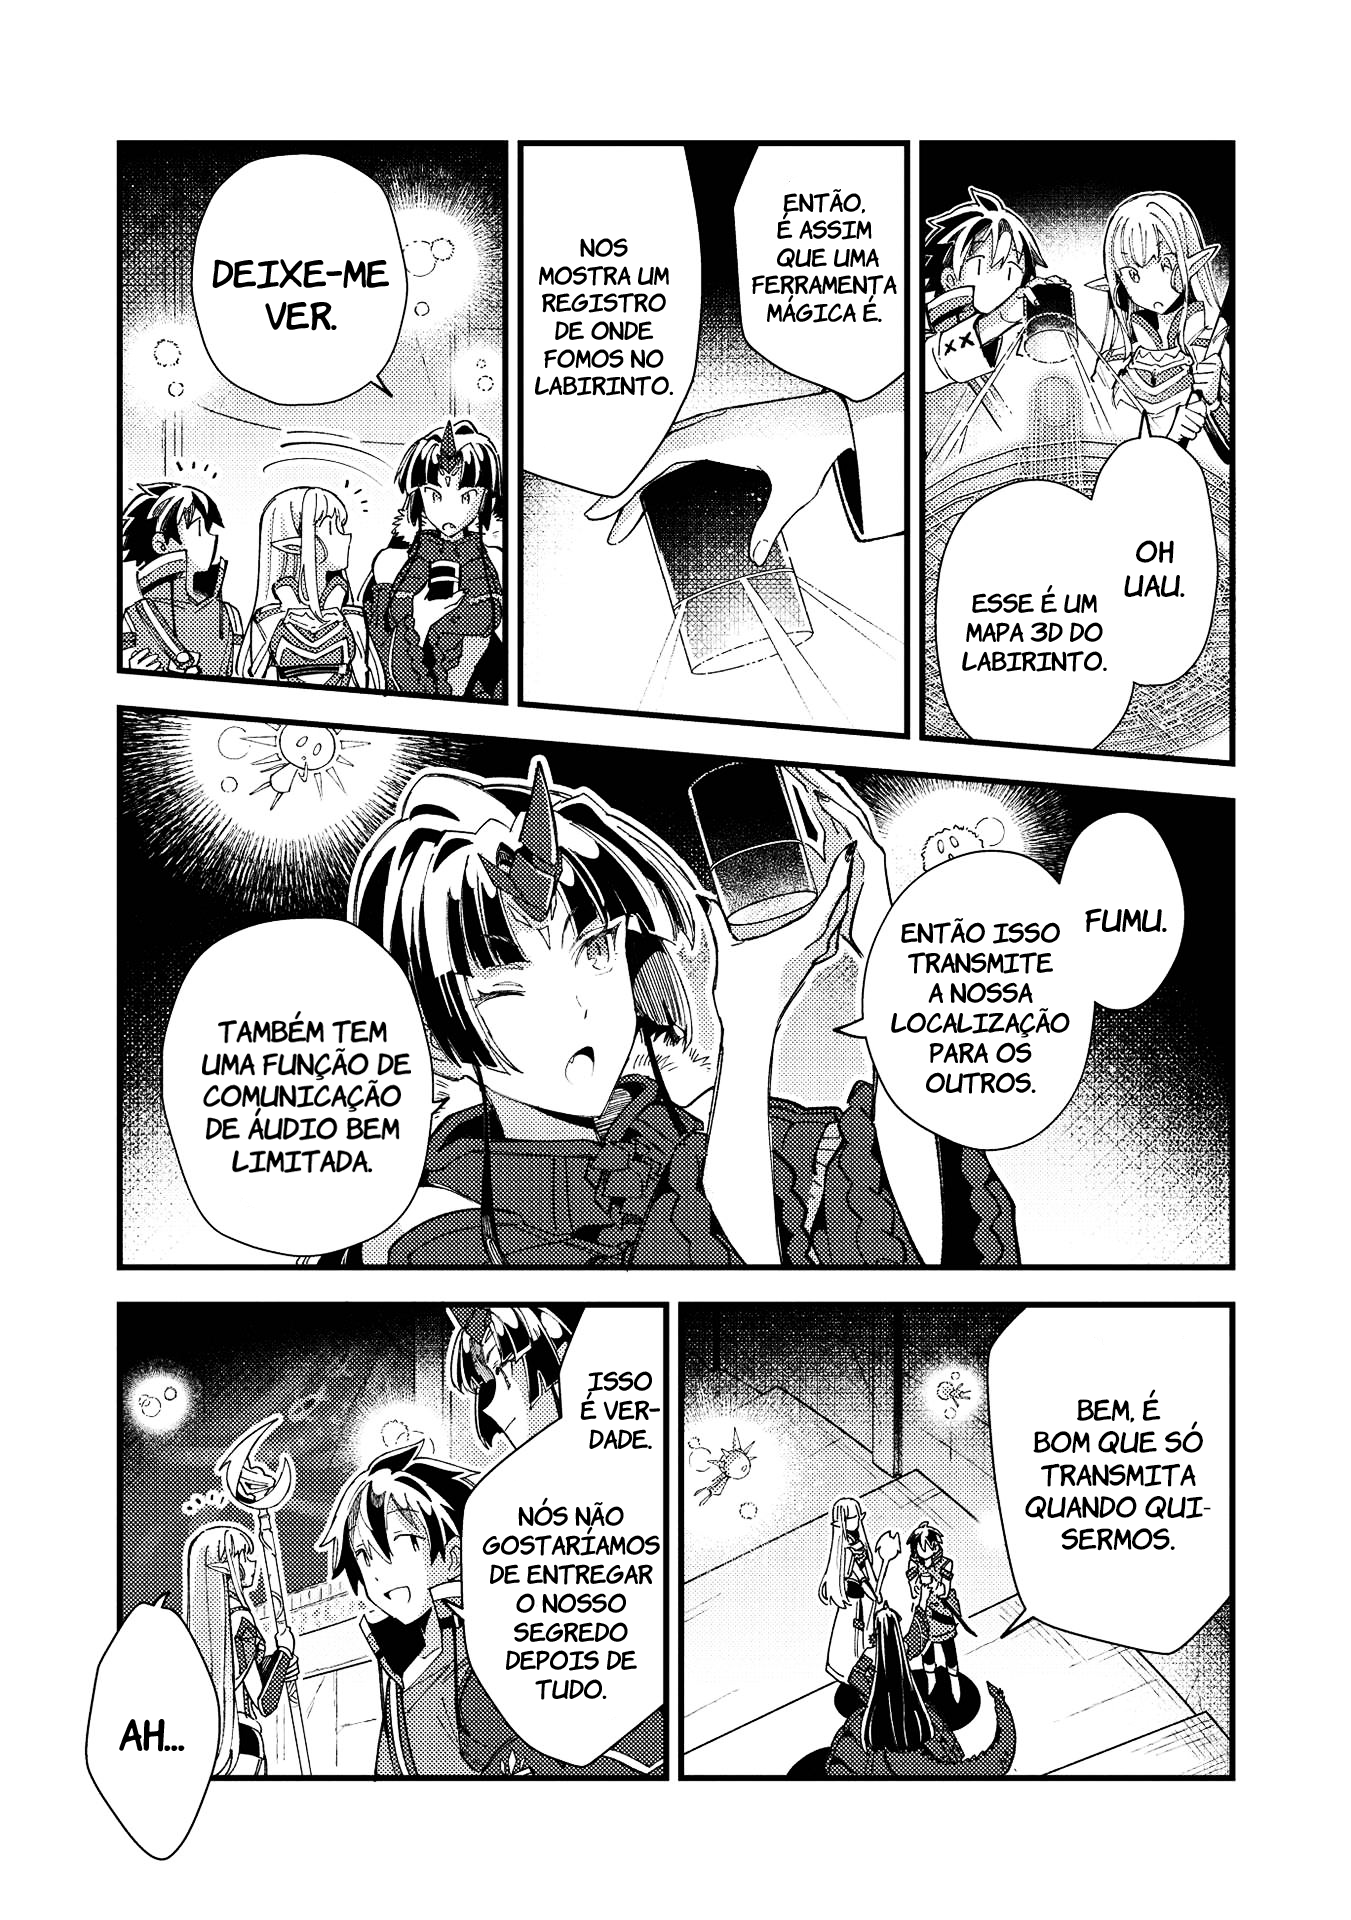 OH
UAU.
ESSE É UM
MAPA 3D DO
LABIRINTO.
ENTÃO,
É ASSIM
QUE UMA
FERRAMENTA
MÁGICA É.
NOS
MOSTRA UM
REGISTRO
DE ONDE
FOMOS NO
LABIRINTO.
DEIXE-ME
VER.
FUMU.
ENTÃO ISSO
TRANSMITE
A NOSSA
LOCALIZAÇÃO
PARA OS
OUTROS.
TAMBÉM TEM
UMA FUNÇÃO DE
COMUNICAÇÃO
DE ÁUDIO BEM
LIMITADA.
BEM, É
BOM QUE SÓ
TRANSMITA
QUANDO QUI-
SERMOS.
ISSO
É VER-
DADE.
NÓS NÃO
GOSTARÍAMOS
DE ENTREGAR
O NOSSO
SEGREDO
DEPOIS DE
TUDO.
AH...